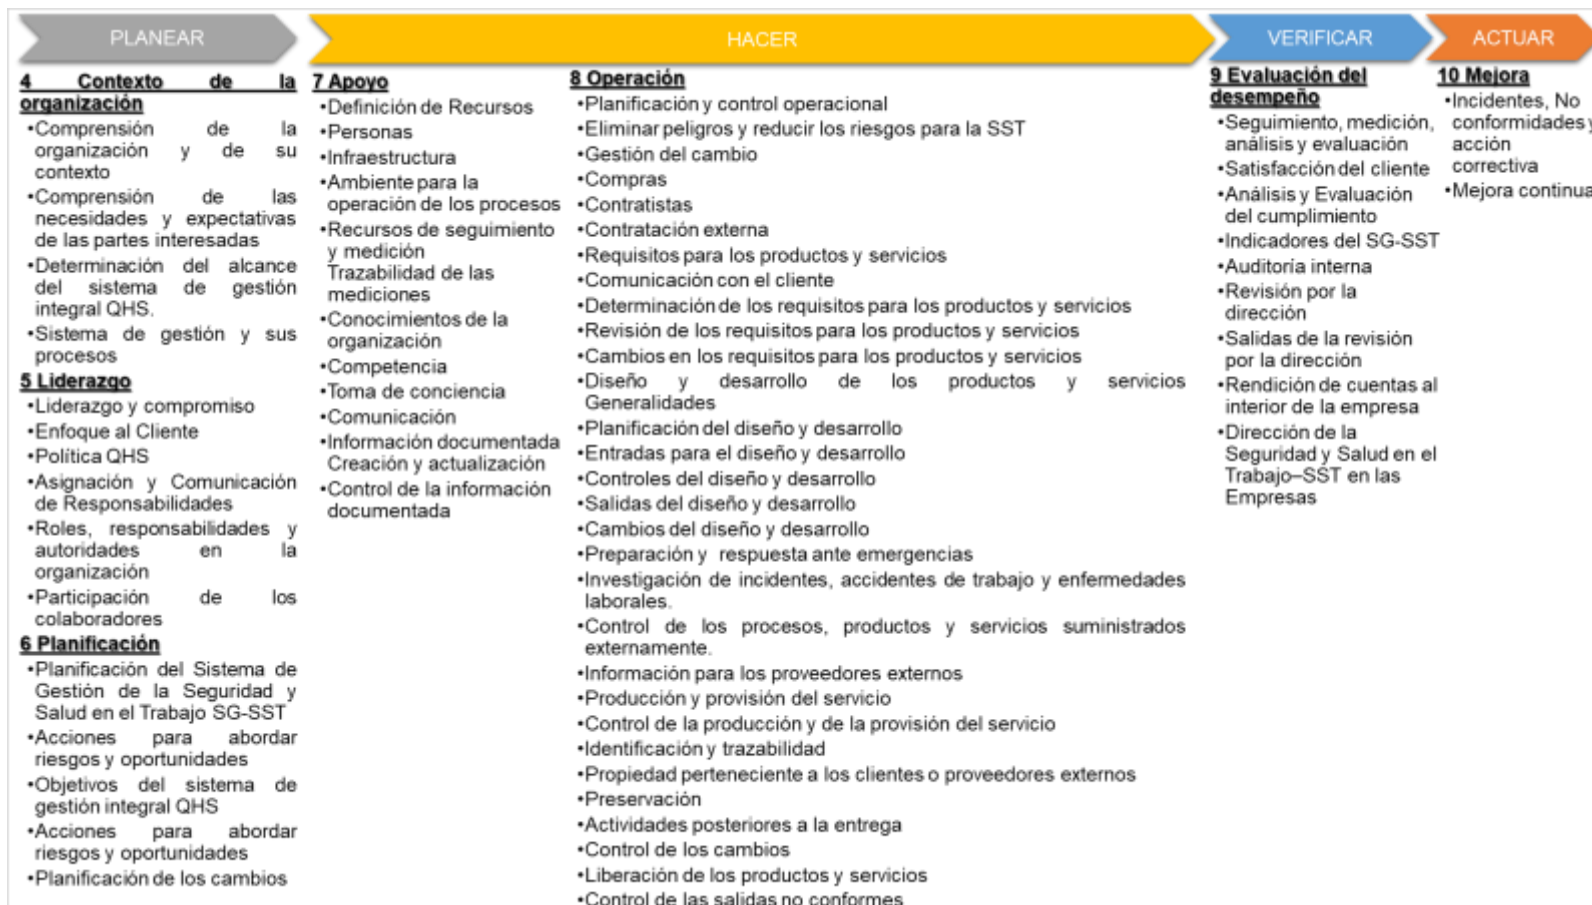 PLANEAR
HACER
VERIFICAR
ACTUAR
4 Contexto de la
organización
•Comprensión de la
organización y de su
contexto
•Comprensión de las
necesidades y expectativas
de las partes interesadas
•Determinación del alcance
del sistema de gestión
integral QHS.
•Sistema de gestión y sus
procesos
5 Liderazgo
•Liderazgo y compromiso
•Enfoque al Cliente
•Política QHS
•Asignación y Comunicación
de Responsabilidades
•Roles, responsabilidades y
autoridades en la
organización
•Participación de los
colaboradores
6 Planificación
•Planificación del Sistema de
Gestión de la Seguridad y
Salud en el Trabajo SG-SST
•Acciones para abordar
riesgos y oportunidades
•Objetivos del sistema de
gestión integral QHS
•Acciones para abordar
riesgos y oportunidades
•Planificación de los cambios
7 Apoyo
•Definición de Recursos
•Personas
•Infraestructura
•Ambiente para la
operación de los procesos
•Recursos de seguimiento
y medición
Trazabilidad de las
mediciones
•Conocimientos de la
organización
•Competencia
•Toma de conciencia
•Comunicación
•Información documentada
Creación y actualización
•Control de la información
documentada
8 Operación
•Planificación y control operacional
•Eliminar peligros y reducir los riesgos para la SST
•Gestión del cambio
•Compras
•Contratistas
•Contratación externa
•Requisitos para los productos y servicios
•Comunicación con el cliente
•Determinación de los requisitos para los productos y servicios
•Revisión de los requisitos para los productos y servicios
•Cambios en los requisitos para los productos y servicios
•Diseño y desarrollo de los productos y servicios
Generalidades
•Planificación del diseño y desarrollo
•Entradas para el diseño y desarrollo
•Controles del diseño y desarrollo
•Salidas del diseño y desarrollo
•Cambios del diseño y desarrollo
•Preparación y respuesta ante emergencias
•Investigación de incidentes, accidentes de trabajo y enfermedades
laborales.
•Control de los procesos, productos y servicios suministrados
externamente.
•Información para los proveedores externos
•Producción y provisión del servicio
•Control de la producción y de la provisión del servicio
•Identificación y trazabilidad
•Propiedad perteneciente a los clientes o proveedores externos
•Preservación
•Actividades posteriores a la entrega
•Control de los cambios
•Liberación de los productos y servicios
•Control de las salidas no conformes
9 Evaluación del
desempeño
•Seguimiento, medición,
análisis y evaluación
•Satisfacción del cliente
•Análisis y Evaluación
del cumplimiento
•Indicadores del SG-SST
•Auditoría interna
•Revisión por la
dirección
•Salidas de la revisión
por la dirección
•Rendición de cuentas al
interior de la empresa
•Dirección de la
Seguridad y Salud en el
Trabajo–SST en las
Empresas
10 Mejora
•Incidentes, No
conformidades y
acción
correctiva
•Mejora continua